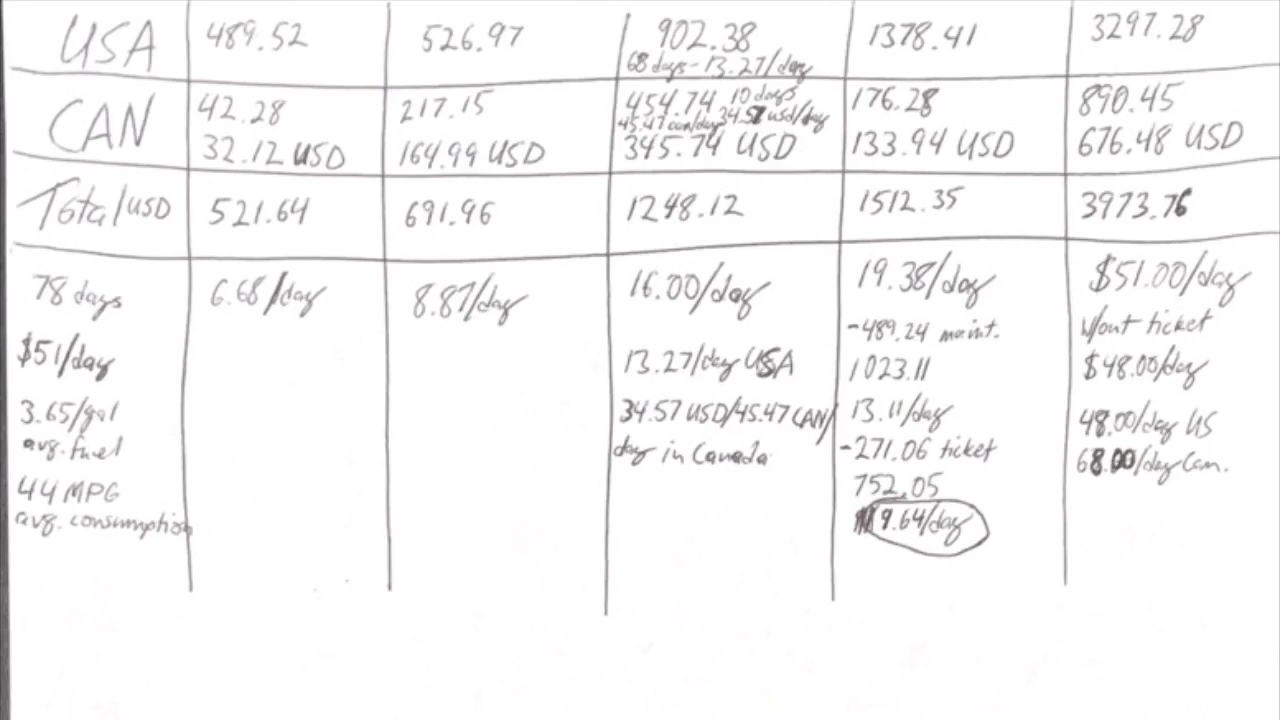 USA 489.52 526.97 902.38 1378.41 3297.28
68 days - 13.27/day
CAN 42.28 217.15 454.74 10 days 176.28 890.45
45.47 can/day 34.57 usd/day
32.12 USD 164.99 USD 345.74 USD 133.94 USD 676.48 USD
Total USD 521.64 691.96 1248.12 1512.35 3973.76
78 days 6.68/day 8.87/day 16.00/day 19.38/day $51.00/day
-489.24 maint. w/out ticket
$51/day 13.27/day USA 1023.11 $48.00/day
3.65/gal 34.57 USD/45.47 CAN/ 13.11/day 48.00/day US
avg. fuel day in Canada -271.06 ticket 68.00/day Can.
44 MPG 752.05
avg. consumption 9.64/day